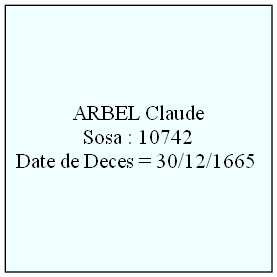 ARBEL Claude
Sosa : 10742
Date de Deces = 30/12/1665